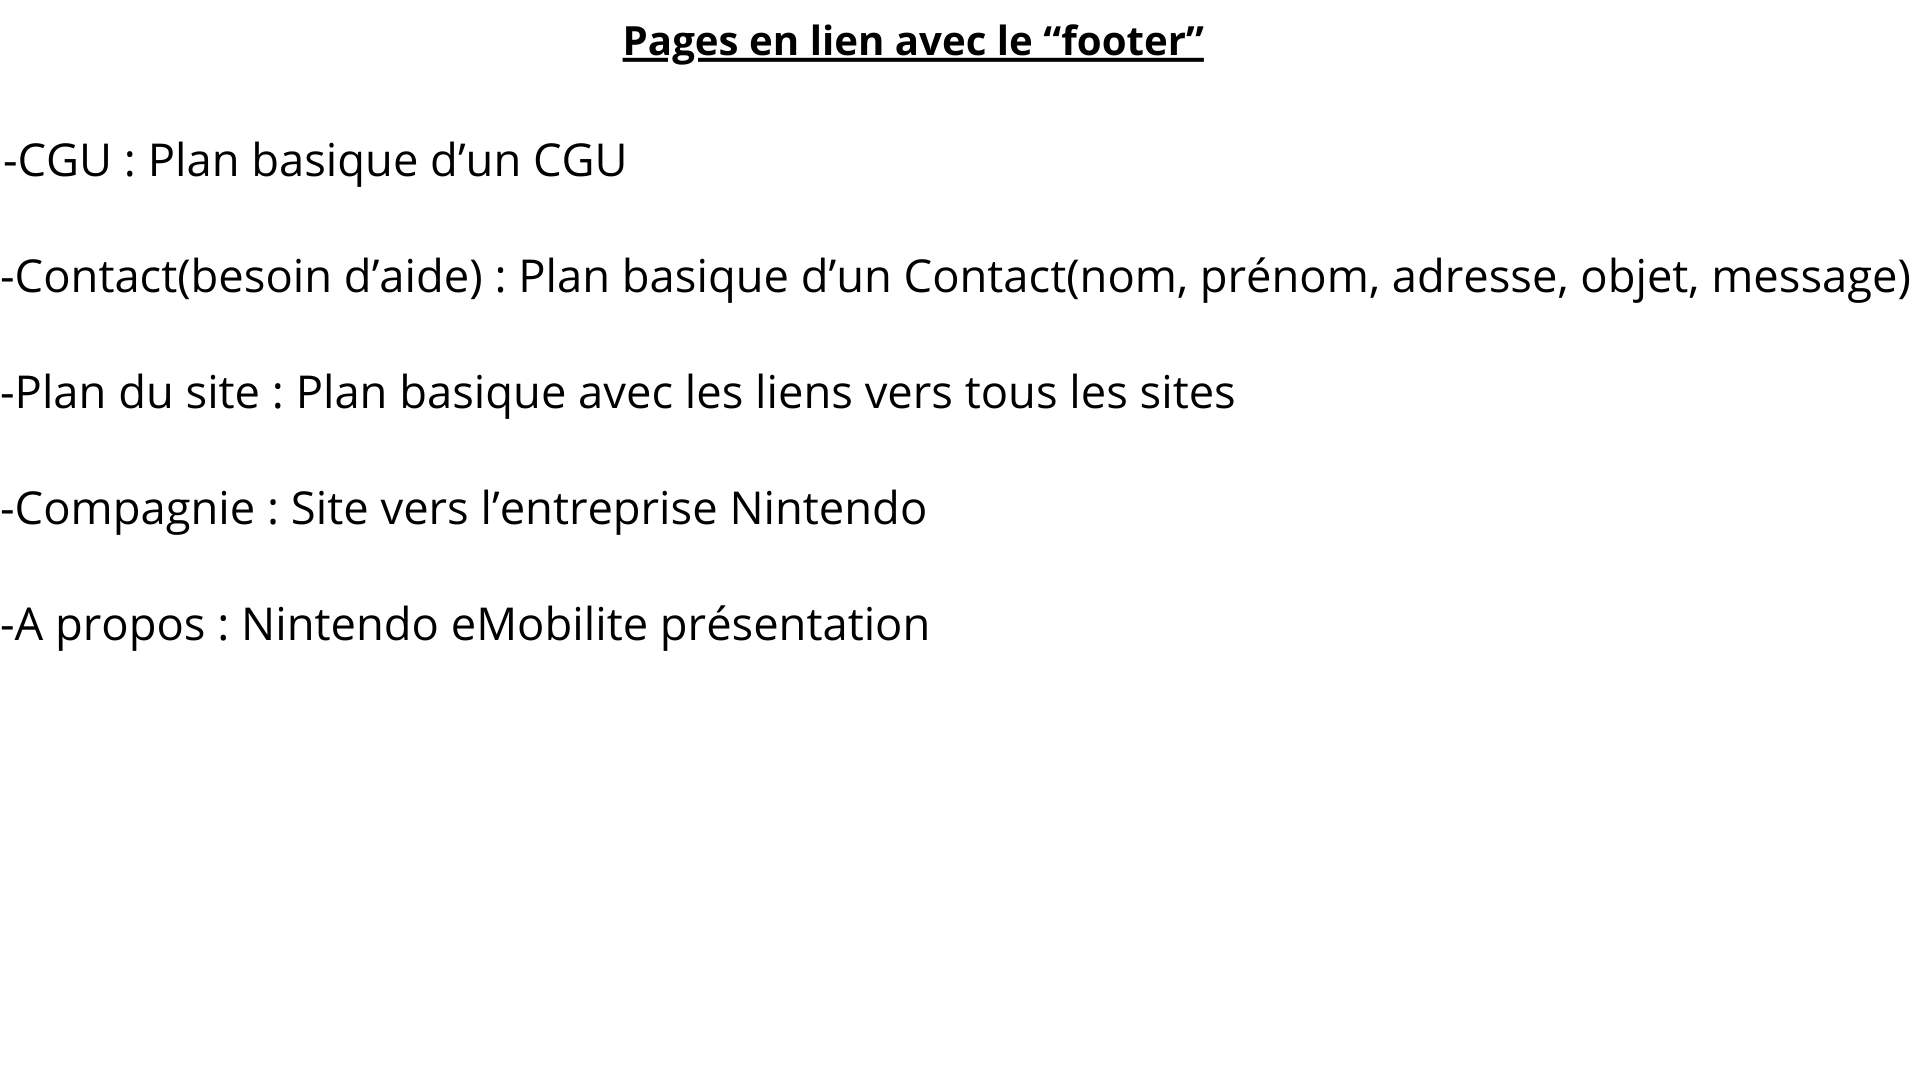 Pages en lien avec le “footer”
-CGU : Plan basique d’un CGU
-Contact(besoin d’aide) : Plan basique d’un Contact(nom, prénom, adresse, objet, message)
-Plan du site : Plan basique avec les liens vers tous les sites
-Compagnie : Site vers l’entreprise Nintendo
-A propos : Nintendo eMobilite présentation